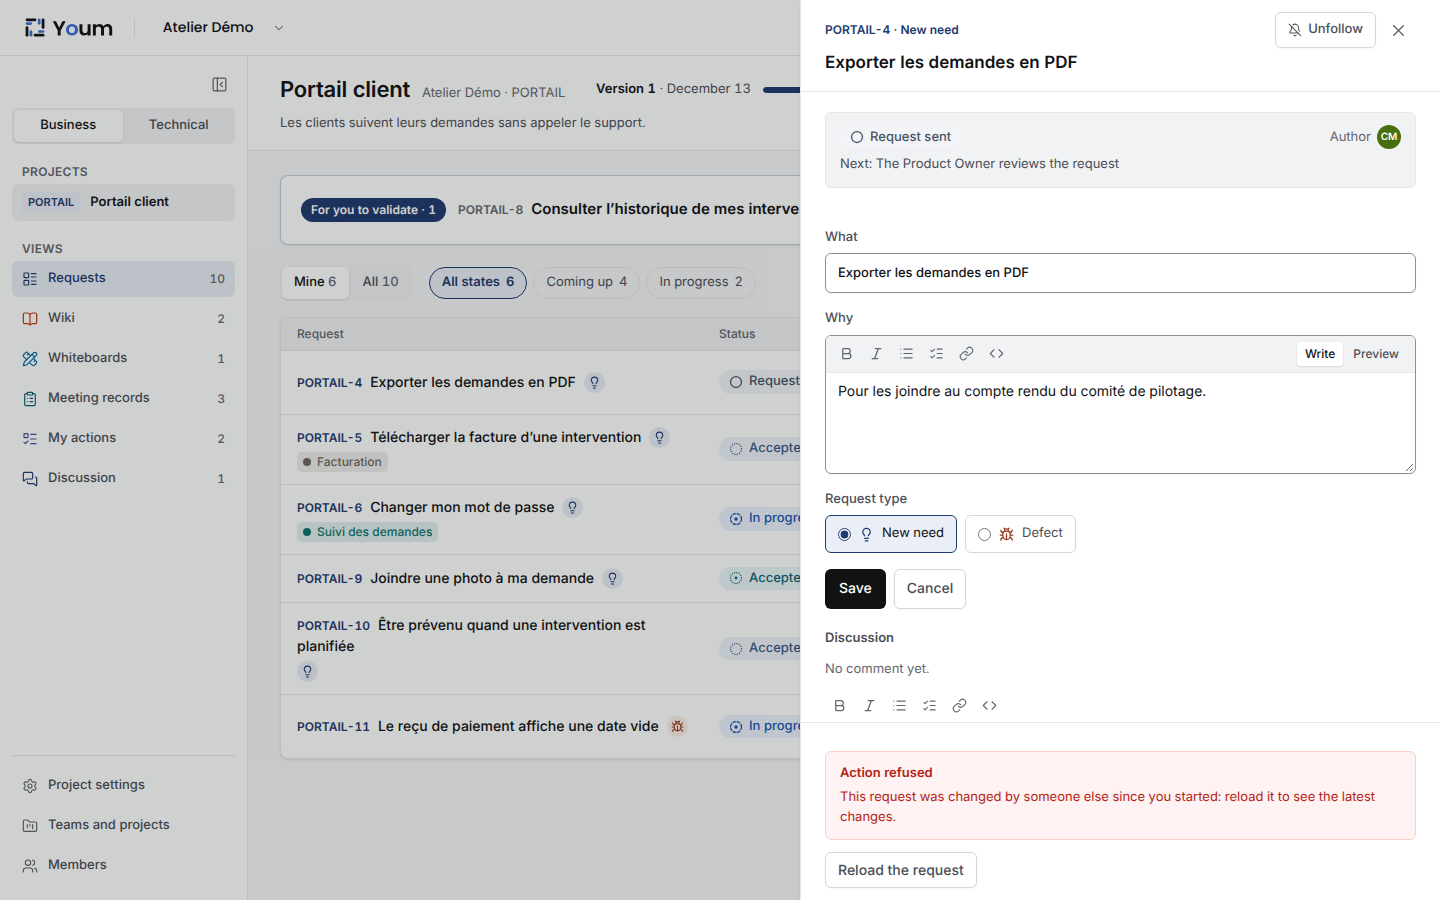 Youm
Atelier Démo
Business
Technical
PROJECTS
PORTAIL
Portail client
VIEWS
Requests 10
Wiki 2
Whiteboards 1
Meeting records 3
My actions 2
Discussion 1
Project settings
Teams and projects
Members
Portail client
Atelier Démo · PORTAIL
Version 1 · December 13
Les clients suivent leurs demandes sans appeler le support.
For you to validate · 1
PORTAIL-8 Consulter l’historique de mes interve
Mine 6
All 10
All states 6
Coming up 4
In progress 2
Request
Status
PORTAIL-4 Exporter les demandes en PDF
Request
PORTAIL-5 Télécharger la facture d’une intervention
Facturation
Accepte
PORTAIL-6 Changer mon mot de passe
Suivi des demandes
In progre
PORTAIL-9 Joindre une photo à ma demande
Accepte
PORTAIL-10 Être prévenu quand une intervention est
planifiée
Accepte
PORTAIL-11 Le reçu de paiement affiche une date vide
In progre
PORTAIL-4 · New need
Unfollow
Exporter les demandes en PDF
Request sent
Author CM
Next: The Product Owner reviews the request
What
Exporter les demandes en PDF
Why
Write
Preview
Pour les joindre au compte rendu du comité de pilotage.
Request type
New need
Defect
Save
Cancel
Discussion
No comment yet.
Action refused
This request was changed by someone else since you started: reload it to see the latest
changes.
Reload the request